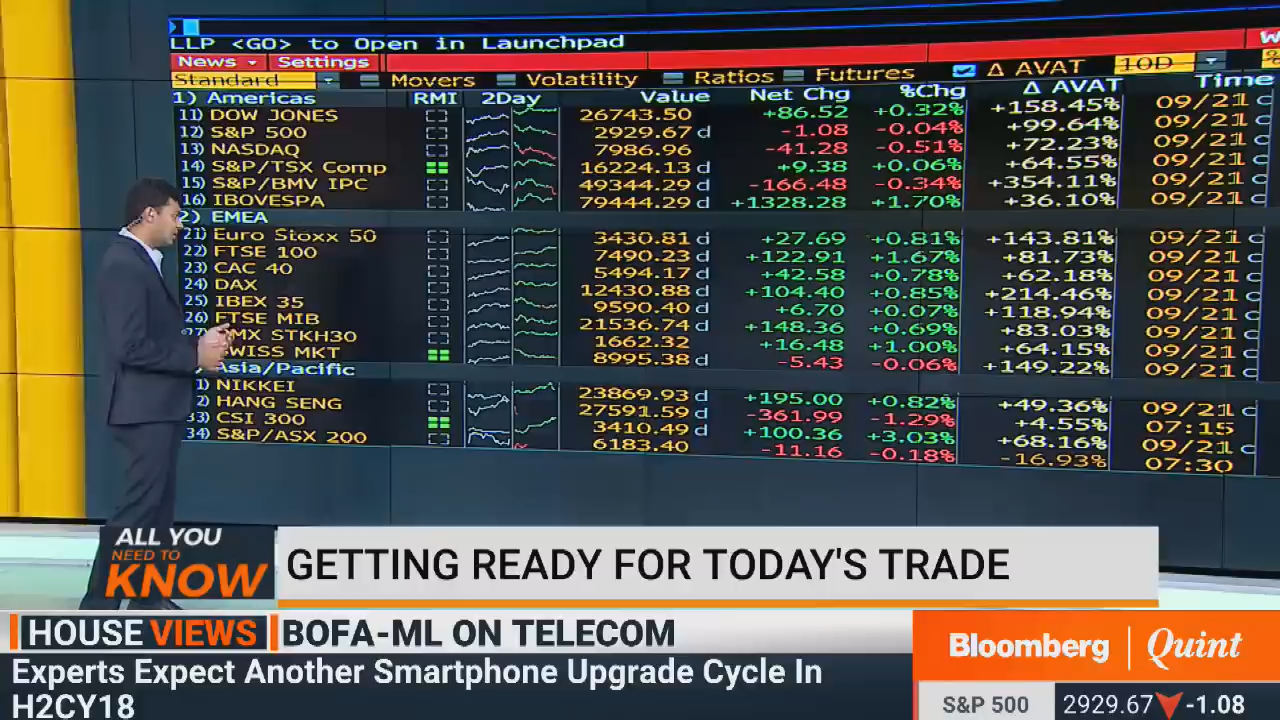 LLP <GO> to Open in Launchpad
News Settings
Standard Movers Volatility Ratios Futures Δ AVAT 10D %
1) Americas RMI 2Day Value Net Chg %Chg Δ AVAT Time
11) DOW JONES 26743.50 +86.52 +0.32% +158.45% 09/21 c
12) S&P 500 2929.67 d -1.08 -0.04% +99.64% 09/21 c
13) NASDAQ 7986.96 -41.28 -0.51% +72.23% 09/21 c
14) S&P/TSX Comp 16224.13 d +9.38 +0.06% +64.55% 09/21 c
15) S&P/BMV IPC 49344.29 d -166.48 -0.34% +354.11% 09/21 c
16) IBOVESPA 79444.29 d +1328.28 +1.70% +36.10% 09/21 c
2) EMEA
21) Euro Stoxx 50 3430.81 d +27.69 +0.81% +143.81% 09/21 c
22) FTSE 100 7490.23 d +122.91 +1.67% +81.73% 09/21 c
23) CAC 40 5494.17 d +42.58 +0.78% +62.18% 09/21 c
24) DAX 12430.88 d +104.40 +0.85% +214.46% 09/21 c
25) IBEX 35 9590.40 d +6.70 +0.07% +118.94% 09/21 c
26) FTSE MIB 21536.74 d +148.36 +0.69% +83.03% 09/21 c
27) OMX STKH30 1662.32 +16.48 +1.00% +64.15% 09/21 c
SWISS MKT 8995.38 d -5.43 -0.06% +149.22% 09/21 c
Asia/Pacific
1) NIKKEI 23869.93 d +195.00 +0.82% +49.36% 09/21 c
2) HANG SENG 27591.59 d -361.99 -1.29% +4.55% 07:15
33) CSI 300 3410.49 d +100.36 +3.03% +68.16% 09/21 c
34) S&P/ASX 200 6183.40 -11.16 -0.18% -16.93% 07:30
ALL YOU
NEED TO
KNOW
GETTING READY FOR TODAY'S TRADE
HOUSE VIEWS BOFA-ML ON TELECOM
Experts Expect Another Smartphone Upgrade Cycle In
H2CY18
Bloomberg | Quint
S&P 500 2929.67 -1.08